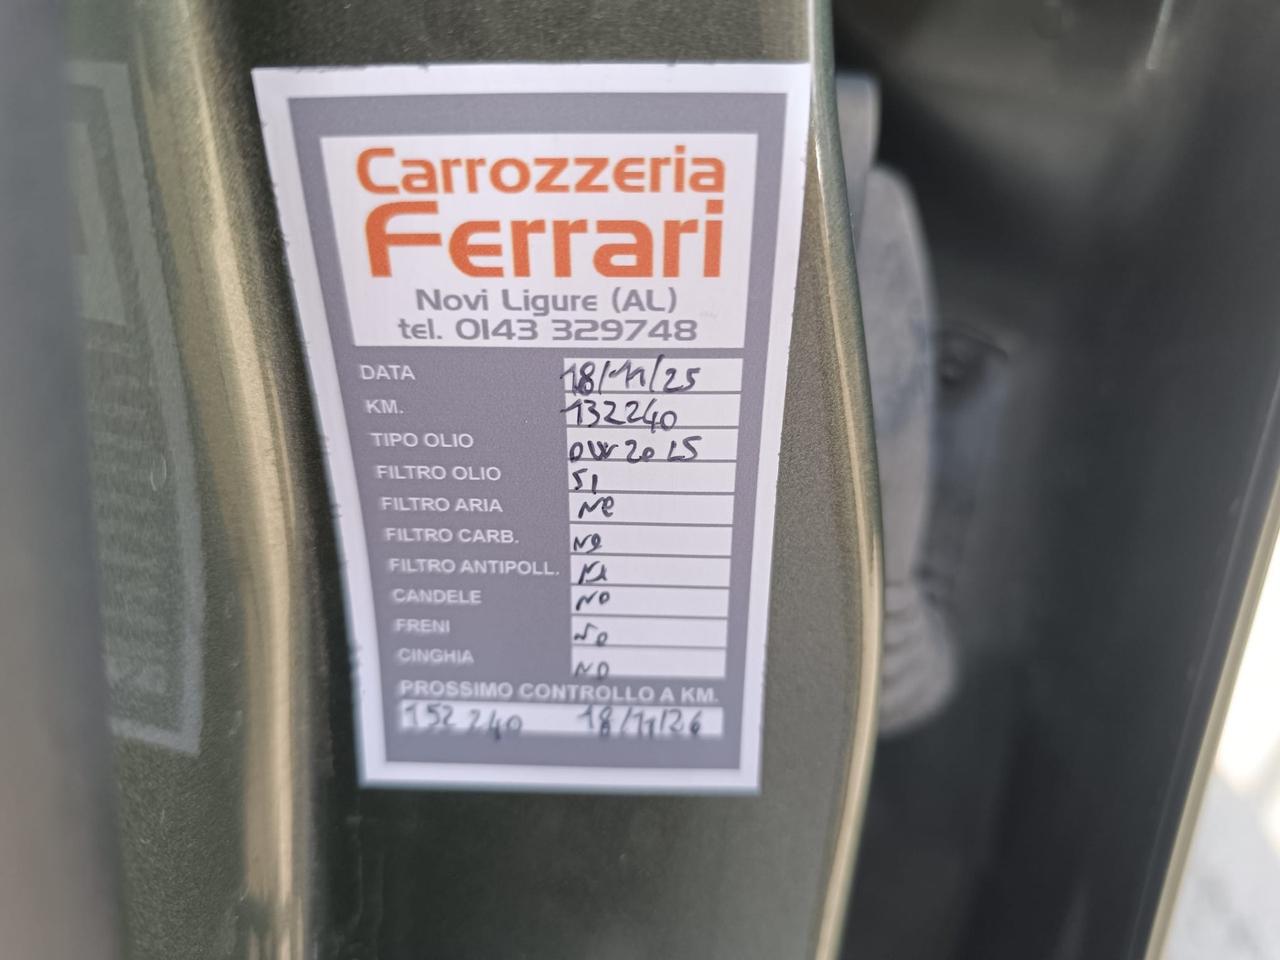 Carrozzeria
Ferrari
Novi Ligure (AL)
tel. 0143 329748
DATA 18/11/25
KM. 132240
TIPO OLIO 0W20 LS
FILTRO OLIO SI
FILTRO ARIA NO
FILTRO CARB. NO
FILTRO ANTIPOLL.
CANDELE NO
FRENI NO
CINGHIA NO
PROSSIMO CONTROLLO A KM.
152240 18/11/26